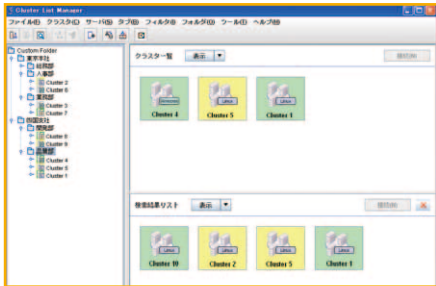 Cluster List Manager
ファイル(F) クラスタ(C) サーバ(S) タブ(B) フィルタ(I) フォルダ(D) ツール(T) ヘルプ(H)
Custom Folder
東京本社
総務部
人事部
Cluster 2
Cluster 6
業務部
Cluster 3
Cluster 7
四国支社
開発部
Cluster 8
営業部
Cluster 4
Cluster 5
Cluster 1
クラスター覧 表示
Cluster 4 Cluster 5 Cluster 1
検索結果リスト 表示
Cluster 10 Cluster 2 Cluster 5 Cluster 1